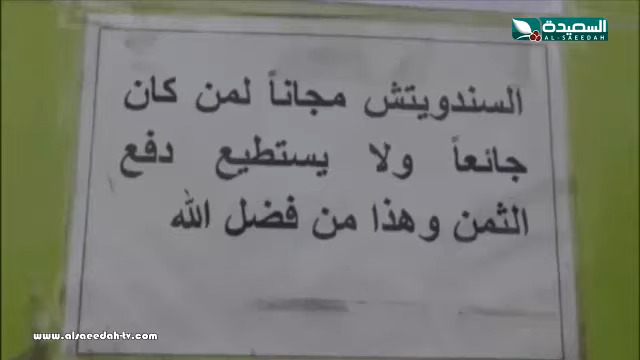 السعيدة
AL-SAEEDAH
السندويتش مجاناً لمن كان
جائعاً ولا يستطيع دفع
الثمن وهذا من فضل الله
www.alsaeedah-tv.com